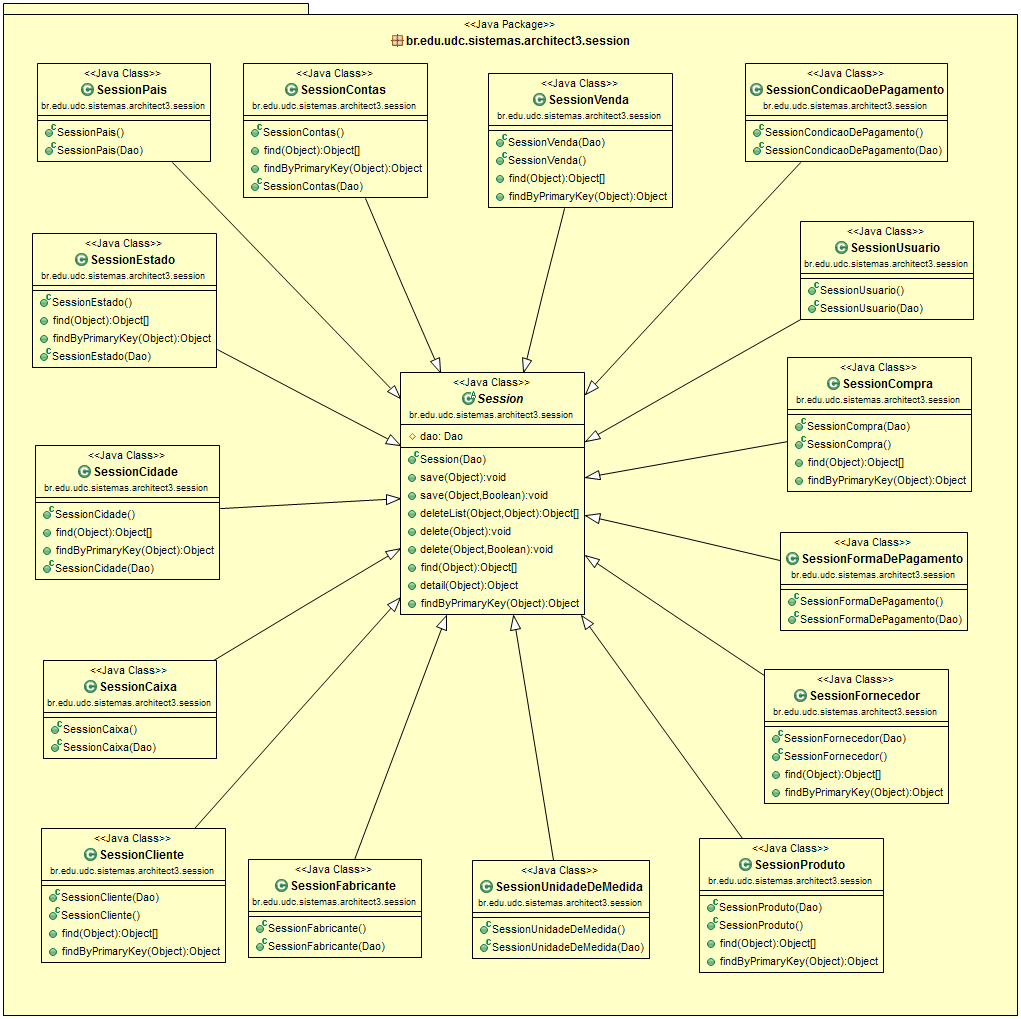 <<Java Package>>
br.edu.udc.sistemas.architect3.session
<<Java Class>>
SessionPais
br.edu.udc.sistemas.architect3.session
SessionPais()
SessionPais(Dao)
<<Java Class>>
SessionContas
br.edu.udc.sistemas.architect3.session
SessionContas()
find(Object):Object[]
findByPrimaryKey(Object):Object
SessionContas(Dao)
<<Java Class>>
SessionVenda
br.edu.udc.sistemas.architect3.session
SessionVenda(Dao)
SessionVenda()
find(Object):Object[]
findByPrimaryKey(Object):Object
<<Java Class>>
SessionCondicaoDePagamento
br.edu.udc.sistemas.architect3.session
SessionCondicaoDePagamento()
SessionCondicaoDePagamento(Dao)
<<Java Class>>
SessionEstado
br.edu.udc.sistemas.architect3.session
SessionEstado()
find(Object):Object[]
findByPrimaryKey(Object):Object
SessionEstado(Dao)
<<Java Class>>
SessionUsuario
br.edu.udc.sistemas.architect3.session
SessionUsuario()
SessionUsuario(Dao)
<<Java Class>>
Session
br.edu.udc.sistemas.architect3.session
dao: Dao
Session(Dao)
save(Object):void
save(Object,Boolean):void
deleteList(Object,Object):Object[]
delete(Object):void
delete(Object,Boolean):void
find(Object):Object[]
detail(Object):Object
findByPrimaryKey(Object):Object
<<Java Class>>
SessionCompra
br.edu.udc.sistemas.architect3.session
SessionCompra(Dao)
SessionCompra()
find(Object):Object[]
findByPrimaryKey(Object):Object
<<Java Class>>
SessionCidade
br.edu.udc.sistemas.architect3.session
SessionCidade()
find(Object):Object[]
findByPrimaryKey(Object):Object
SessionCidade(Dao)
<<Java Class>>
SessionFormaDePagamento
br.edu.udc.sistemas.architect3.session
SessionFormaDePagamento()
SessionFormaDePagamento(Dao)
<<Java Class>>
SessionCaixa
br.edu.udc.sistemas.architect3.session
SessionCaixa()
SessionCaixa(Dao)
<<Java Class>>
SessionFornecedor
br.edu.udc.sistemas.architect3.session
SessionFornecedor(Dao)
SessionFornecedor()
find(Object):Object[]
findByPrimaryKey(Object):Object
<<Java Class>>
SessionCliente
br.edu.udc.sistemas.architect3.session
SessionCliente(Dao)
SessionCliente()
find(Object):Object[]
findByPrimaryKey(Object):Object
<<Java Class>>
SessionFabricante
br.edu.udc.sistemas.architect3.session
SessionFabricante()
SessionFabricante(Dao)
<<Java Class>>
SessionUnidadeDeMedida
br.edu.udc.sistemas.architect3.session
SessionUnidadeDeMedida()
SessionUnidadeDeMedida(Dao)
<<Java Class>>
SessionProduto
br.edu.udc.sistemas.architect3.session
SessionProduto(Dao)
SessionProduto()
find(Object):Object[]
findByPrimaryKey(Object):Object